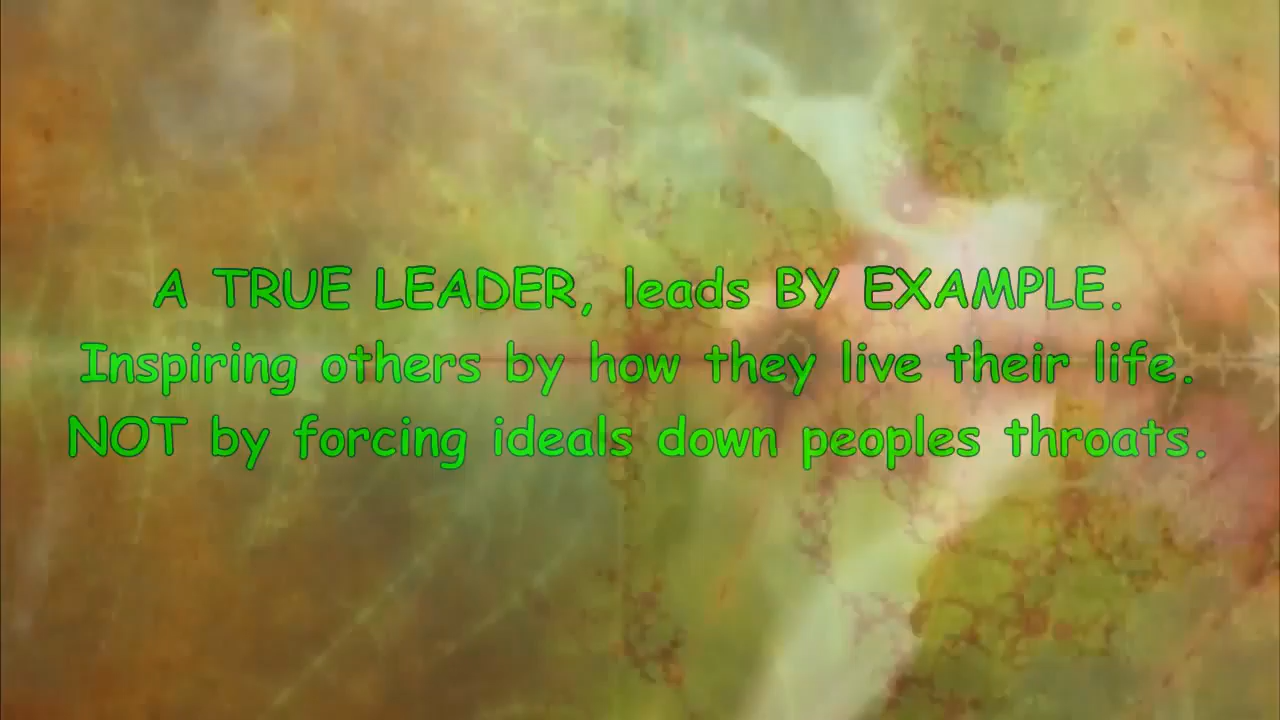 A TRUE LEADER, leads BY EXAMPLE.
Inspiring others by how they live their life.
NOT by forcing ideals down peoples throats.